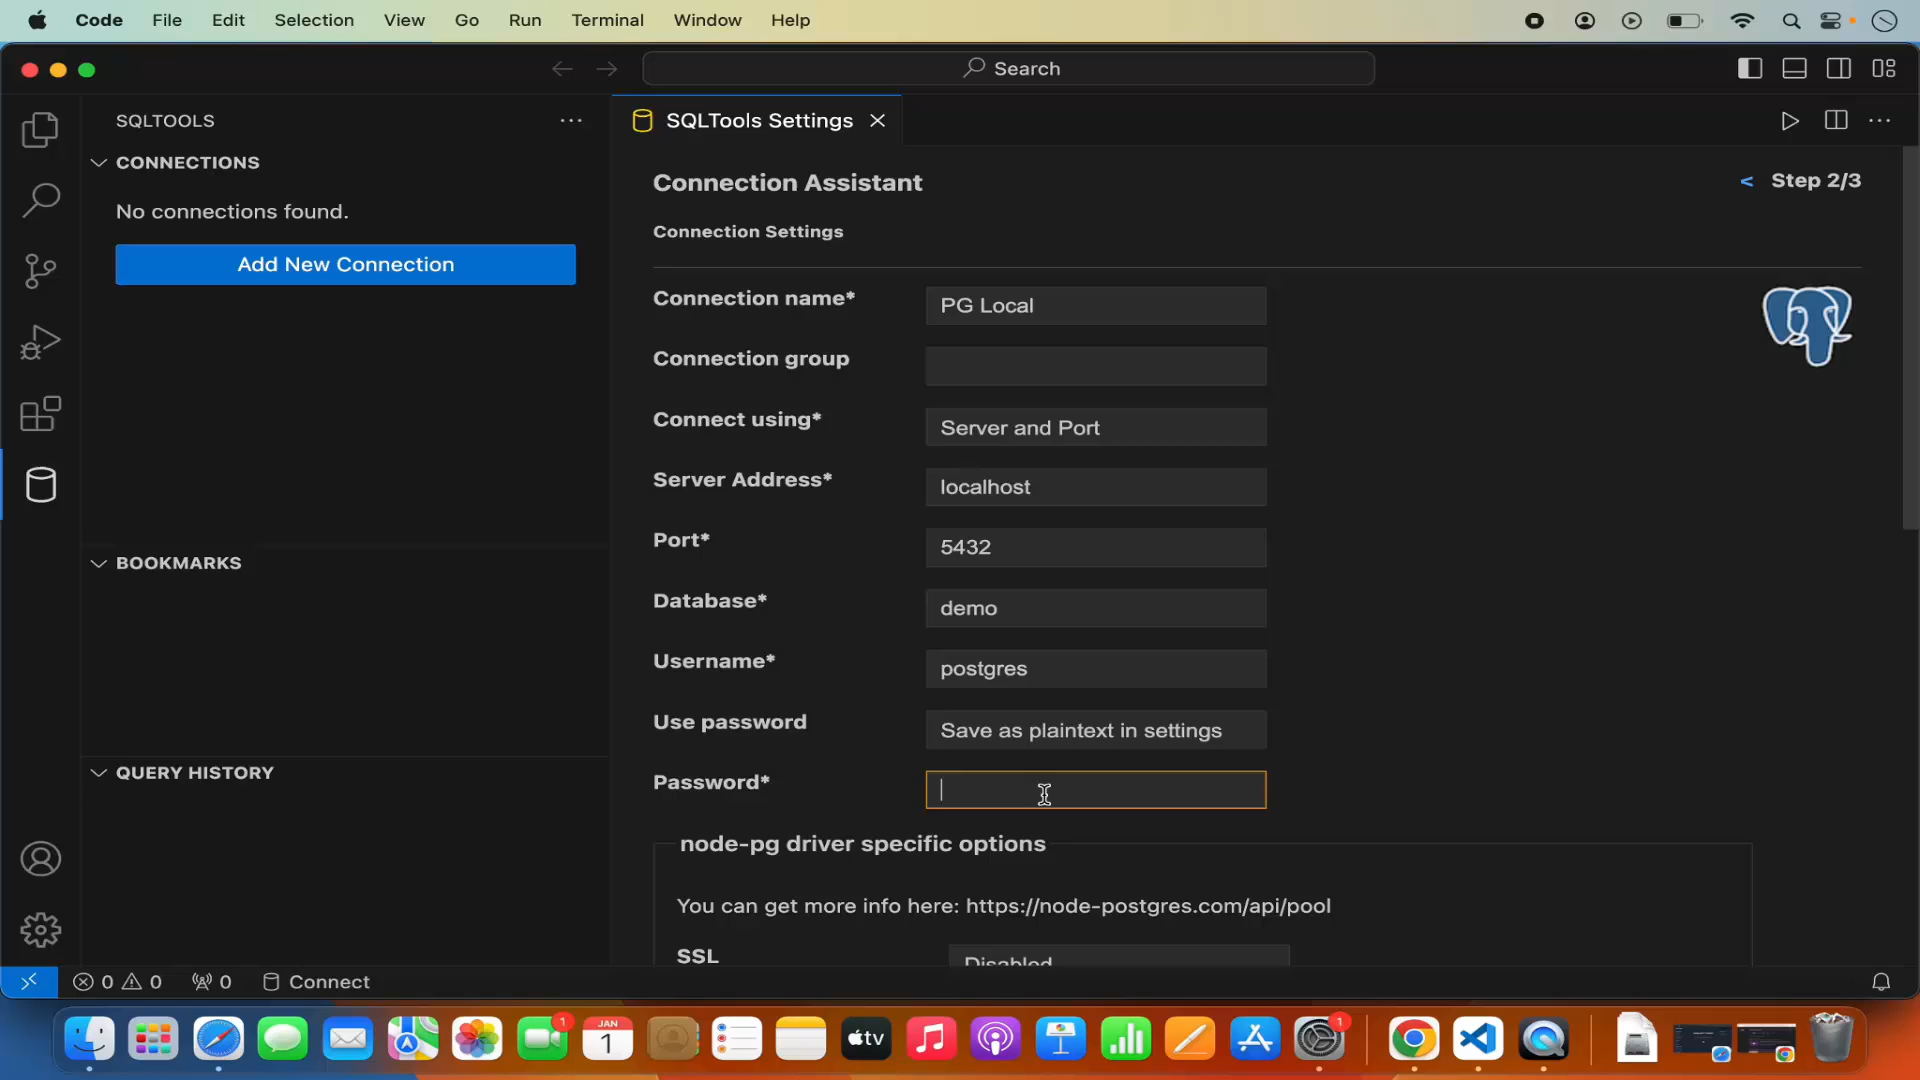 Code File Edit Selection View Go Run Terminal Window Help
Search
SQLTOOLS
SQLTools Settings
CONNECTIONS
No connections found.
Add New Connection
BOOKMARKS
QUERY HISTORY
Connection Assistant
< Step 2/3
Connection Settings
Connection name* PG Local
Connection group
Connect using* Server and Port
Server Address* localhost
Port* 5432
Database* demo
Username* postgres
Use password Save as plaintext in settings
Password*
node-pg driver specific options
You can get more info here: https://node-postgres.com/api/pool
SSL Disabled
0 0 0 Connect
1 JAN 1 tv 1